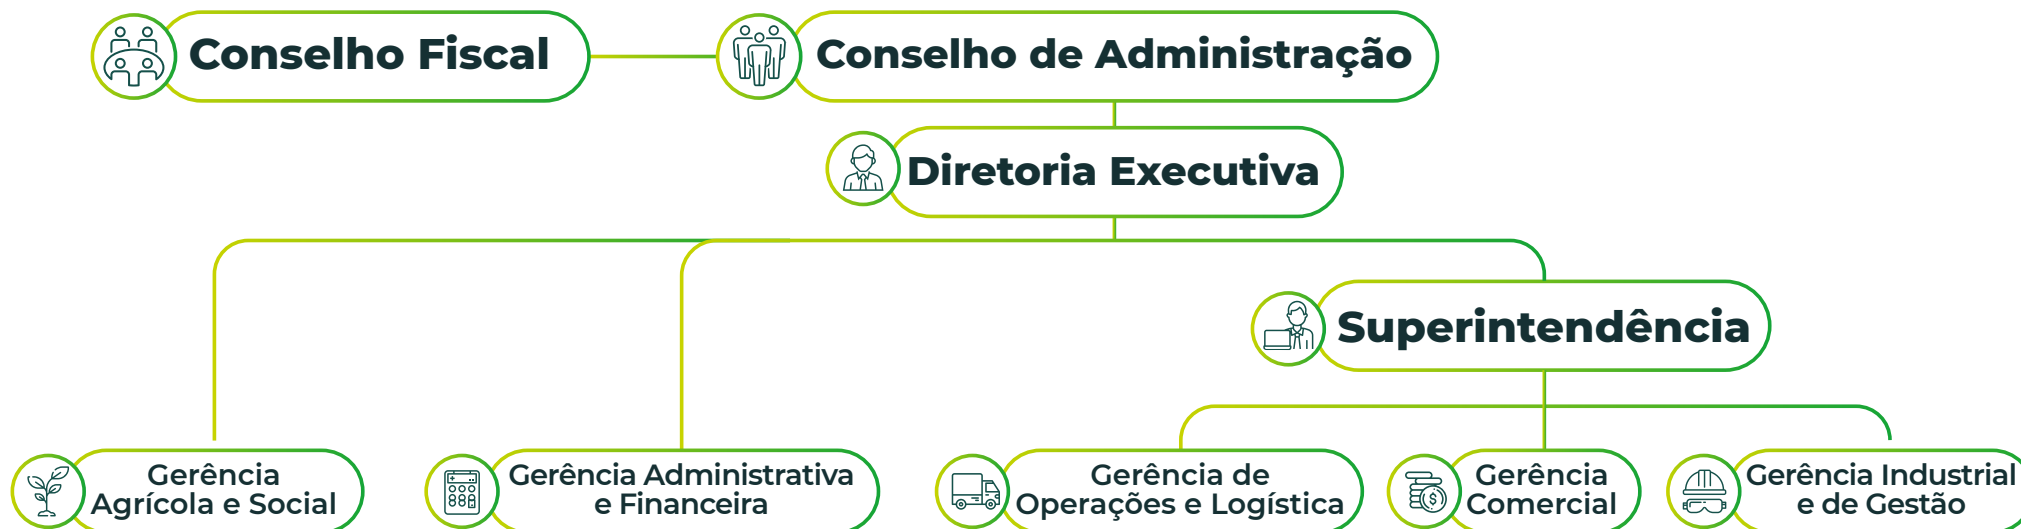 Conselho Fiscal
Conselho de Administração
Diretoria Executiva
Superintendência
Gerência
Agrícola e Social
Gerência Administrativa
e Financeira
Gerência de
Operações e Logística
Gerência
Comercial
Gerência Industrial
e de Gestão